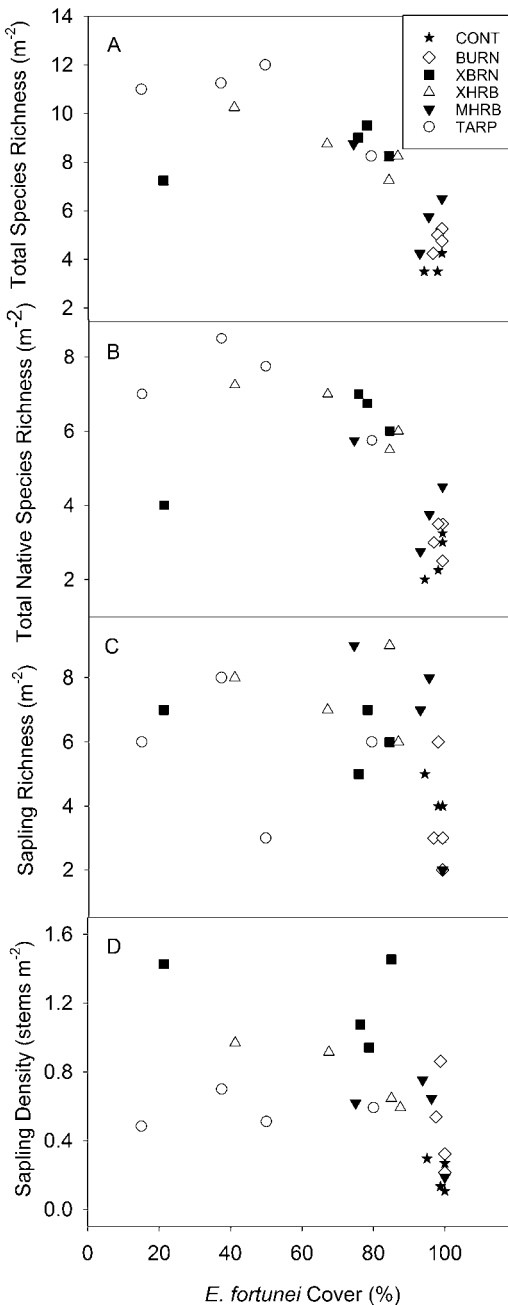 14
12
10
8
6
4
2
Total Species Richness (m-2)
A
CONT
BURN
XBRN
XHRB
MHRB
TARP
8
6
4
2
Total Native Species Richness (m-2)
B
8
6
4
2
Sapling Richness (m-2)
C
1.6
1.2
0.8
0.4
0.0
Sapling Density (stems m-2)
D
0 20 40 60 80 100
E. fortunei Cover (%)